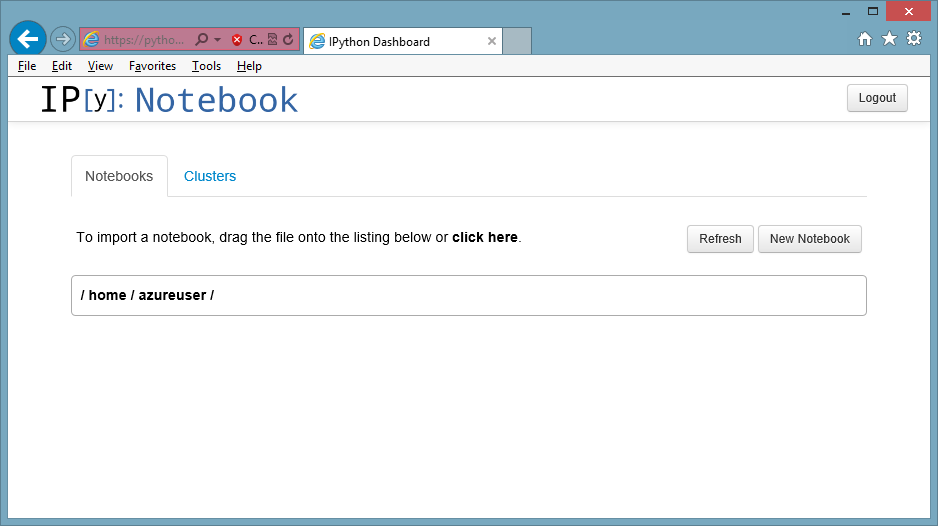 https://pytho... C... IPython Dashboard
File Edit View Favorites Tools Help
IP[y]: Notebook Logout
Notebooks Clusters
To import a notebook, drag the file onto the listing below or click here. Refresh New Notebook
/ home / azureuser /